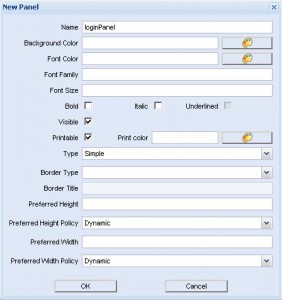 New Panel
Name loginPanel
Background Color
Font Color
Font Family
Font Size
Bold Italic Underlined
Visible
Printable Print color
Type Simple
Border Type
Border Title
Preferred Height
Preferred Height Policy Dynamic
Preferred Width
Preferred Width Policy Dynamic
OK Cancel